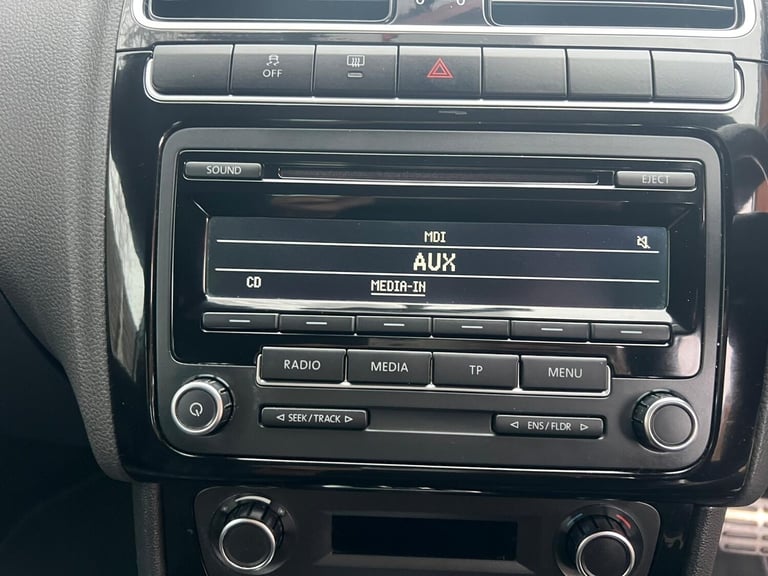 OFF
SOUND
EJECT
MDI
AUX
CD MEDIA-IN
RADIO MEDIA TP MENU
SEEK/TRACK ENS/FLDR